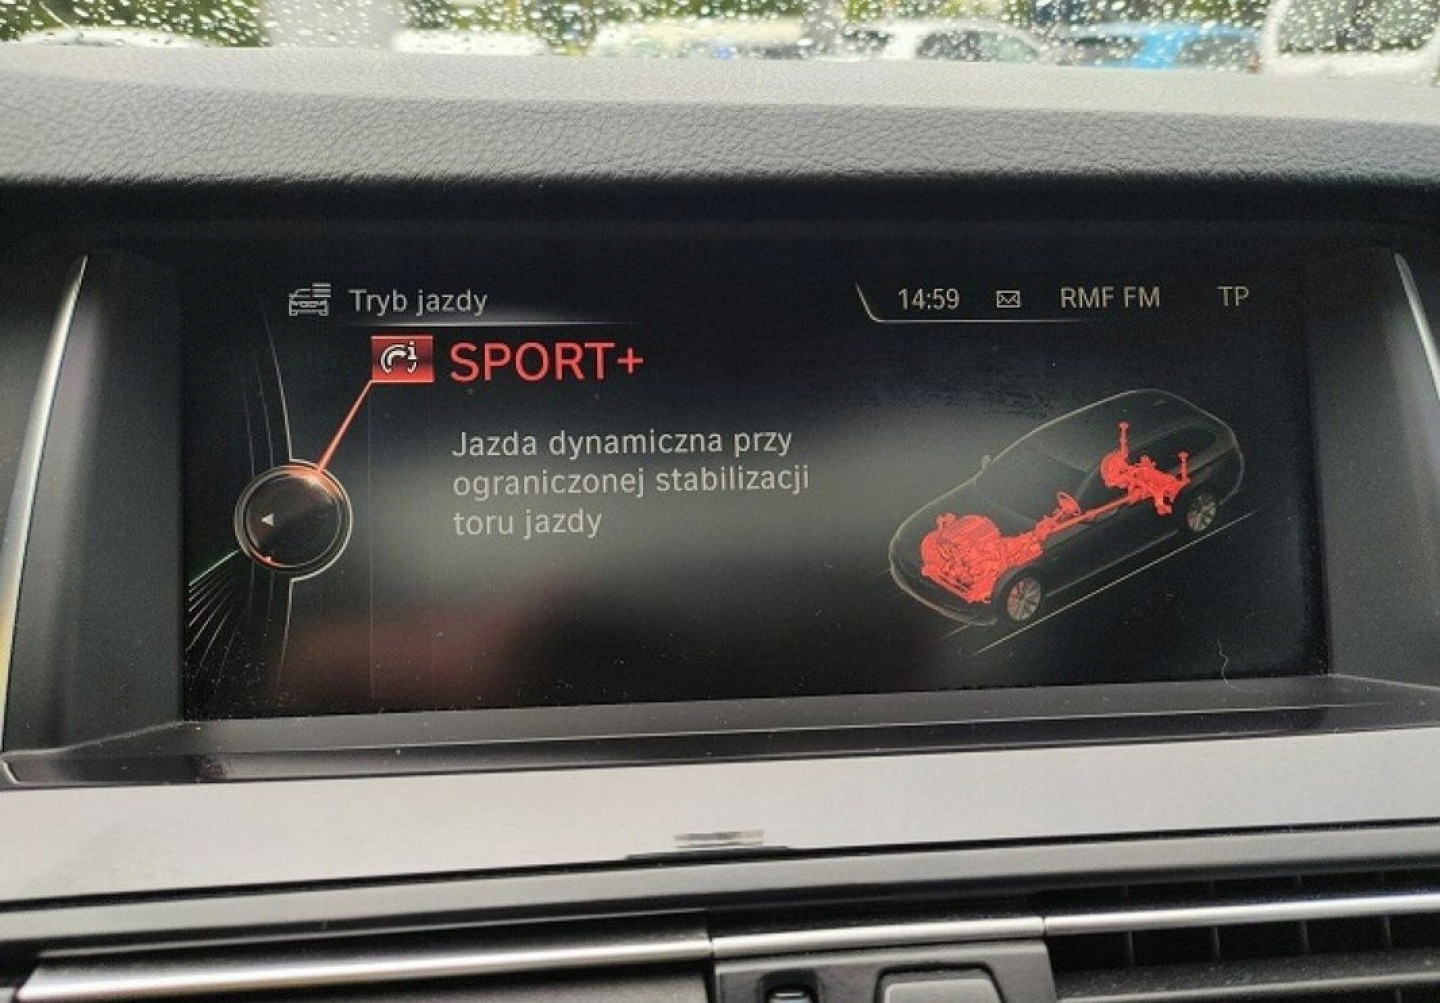 Tryb jazdy
14:59 RMF FM TP
SPORT+
Jazda dynamiczna przy
ograniczonej stabilizacji
toru jazdy